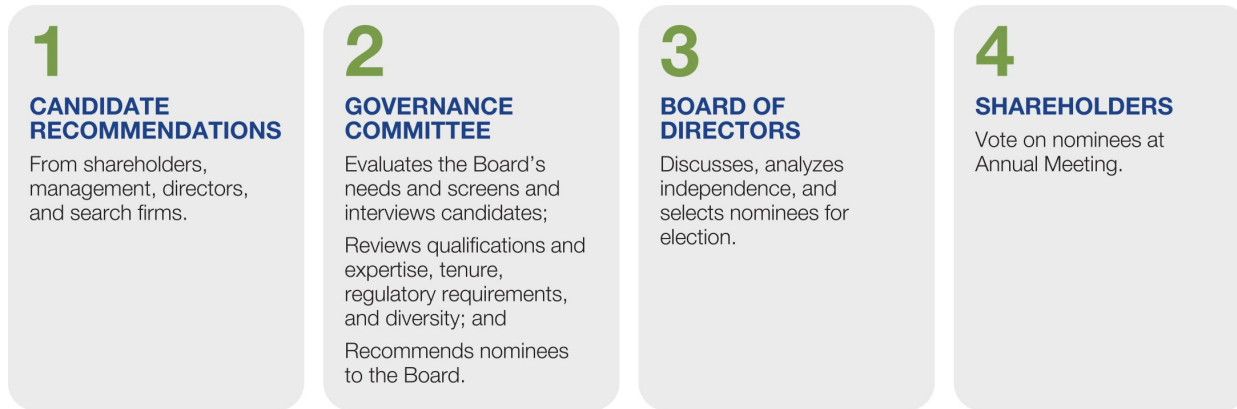 1
CANDIDATE
RECOMMENDATIONS
From shareholders,
management, directors,
and search firms.
2
GOVERNANCE
COMMITTEE
Evaluates the Board's
needs and screens and
interviews candidates;
Reviews qualifications and
expertise, tenure,
regulatory requirements,
and diversity; and
Recommends nominees
to the Board.
3
BOARD OF
DIRECTORS
Discusses, analyzes
independence, and
selects nominees for
election.
4
SHAREHOLDERS
Vote on nominees at
Annual Meeting.